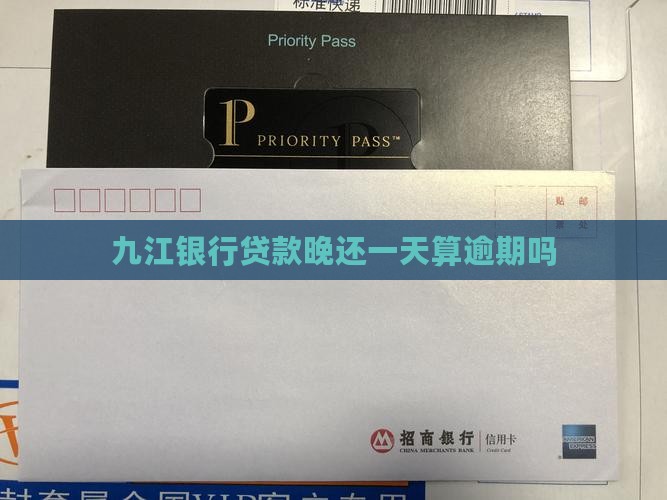 标准快递
Priority Pass
PRIORITY PASS™
贴 邮
票 处
九江银行贷款晚还一天算逾期吗
招商银行 信用卡
CHINA MERCHANTS BANK Credit Card
AMERICAN
EXPRESS